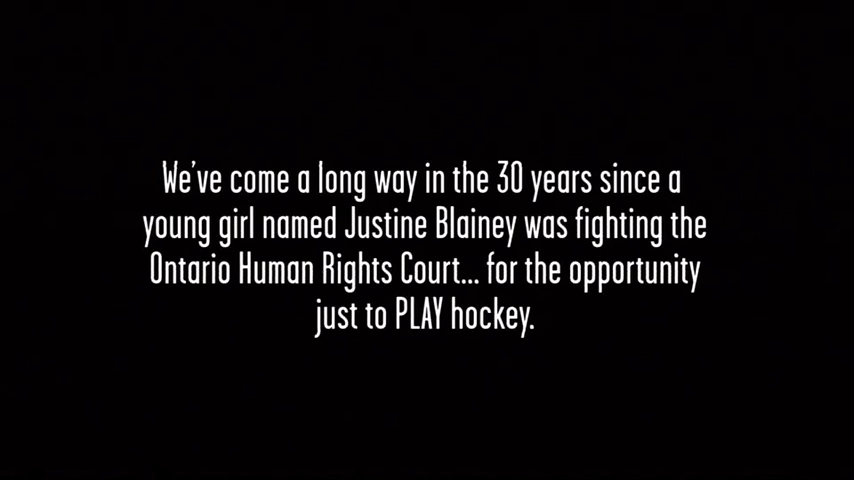 We've come a long way in the 30 years since a
young girl named Justine Blainey was fighting the
Ontario Human Rights Court... for the opportunity
just to PLAY hockey.